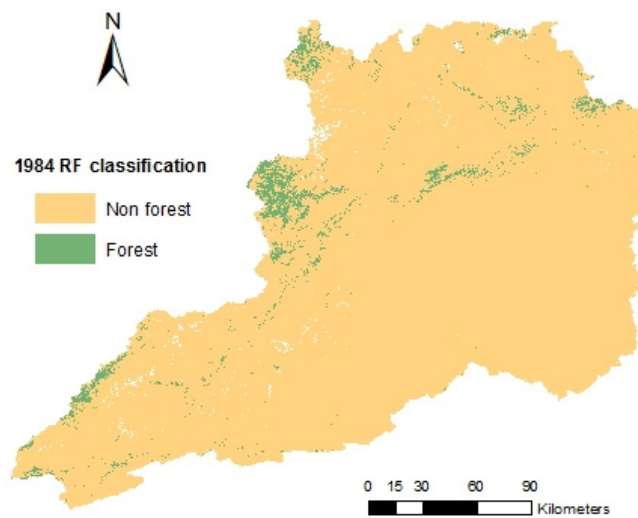 N
1984 RF classification
Non forest
Forest
0 15 30 60 90
Kilometers